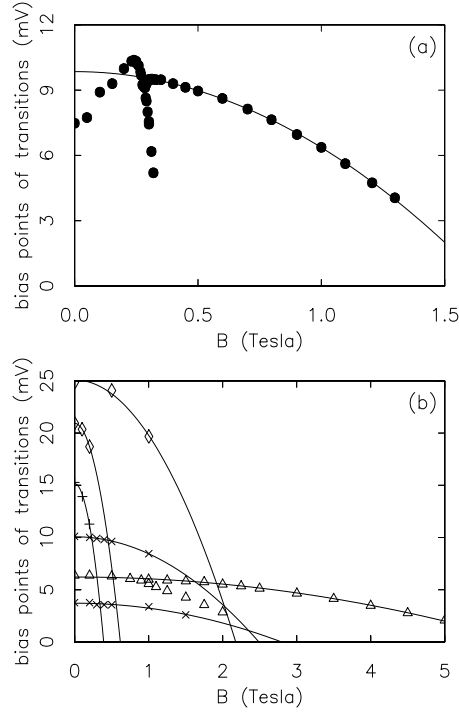 bias points of transitions (mV)
12
9
6
3
0
(a)
0.0 0.5 1.0 1.5
B (Tesla)
bias points of transitions (mV)
25
20
15
10
5
0
(b)
0 1 2 3 4 5
B (Tesla)